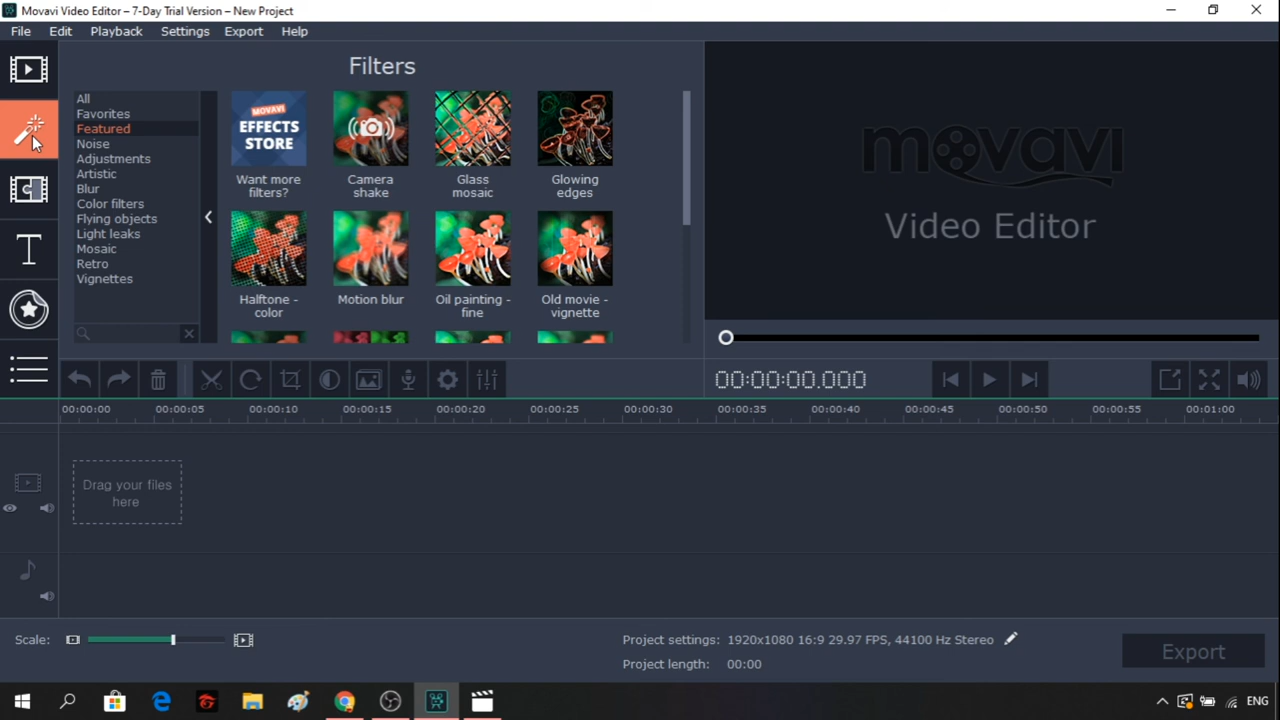 Movavi Video Editor – 7-Day Trial Version – New Project
File Edit Playback Settings Export Help
Filters
All
Favorites
Featured
Noise
Adjustments
Artistic
Blur
Color filters
Flying objects
Light leaks
Mosaic
Retro
Vignettes
MOVAVI
EFFECTS
STORE
Want more
filters?
Camera
shake
Glass
mosaic
Glowing
edges
Halftone -
color
Motion blur
Oil painting -
fine
Old movie -
vignette
movavi
Video Editor
00:00:00.000
00:00:00 00:00:05 00:00:10 00:00:15 00:00:20 00:00:25 00:00:30 00:00:35 00:00:40 00:00:45 00:00:50 00:00:55 00:01:00
Drag your files
here
Scale:
Project settings: 1920x1080 16:9 29.97 FPS, 44100 Hz Stereo
Project length: 00:00
Export
ENG